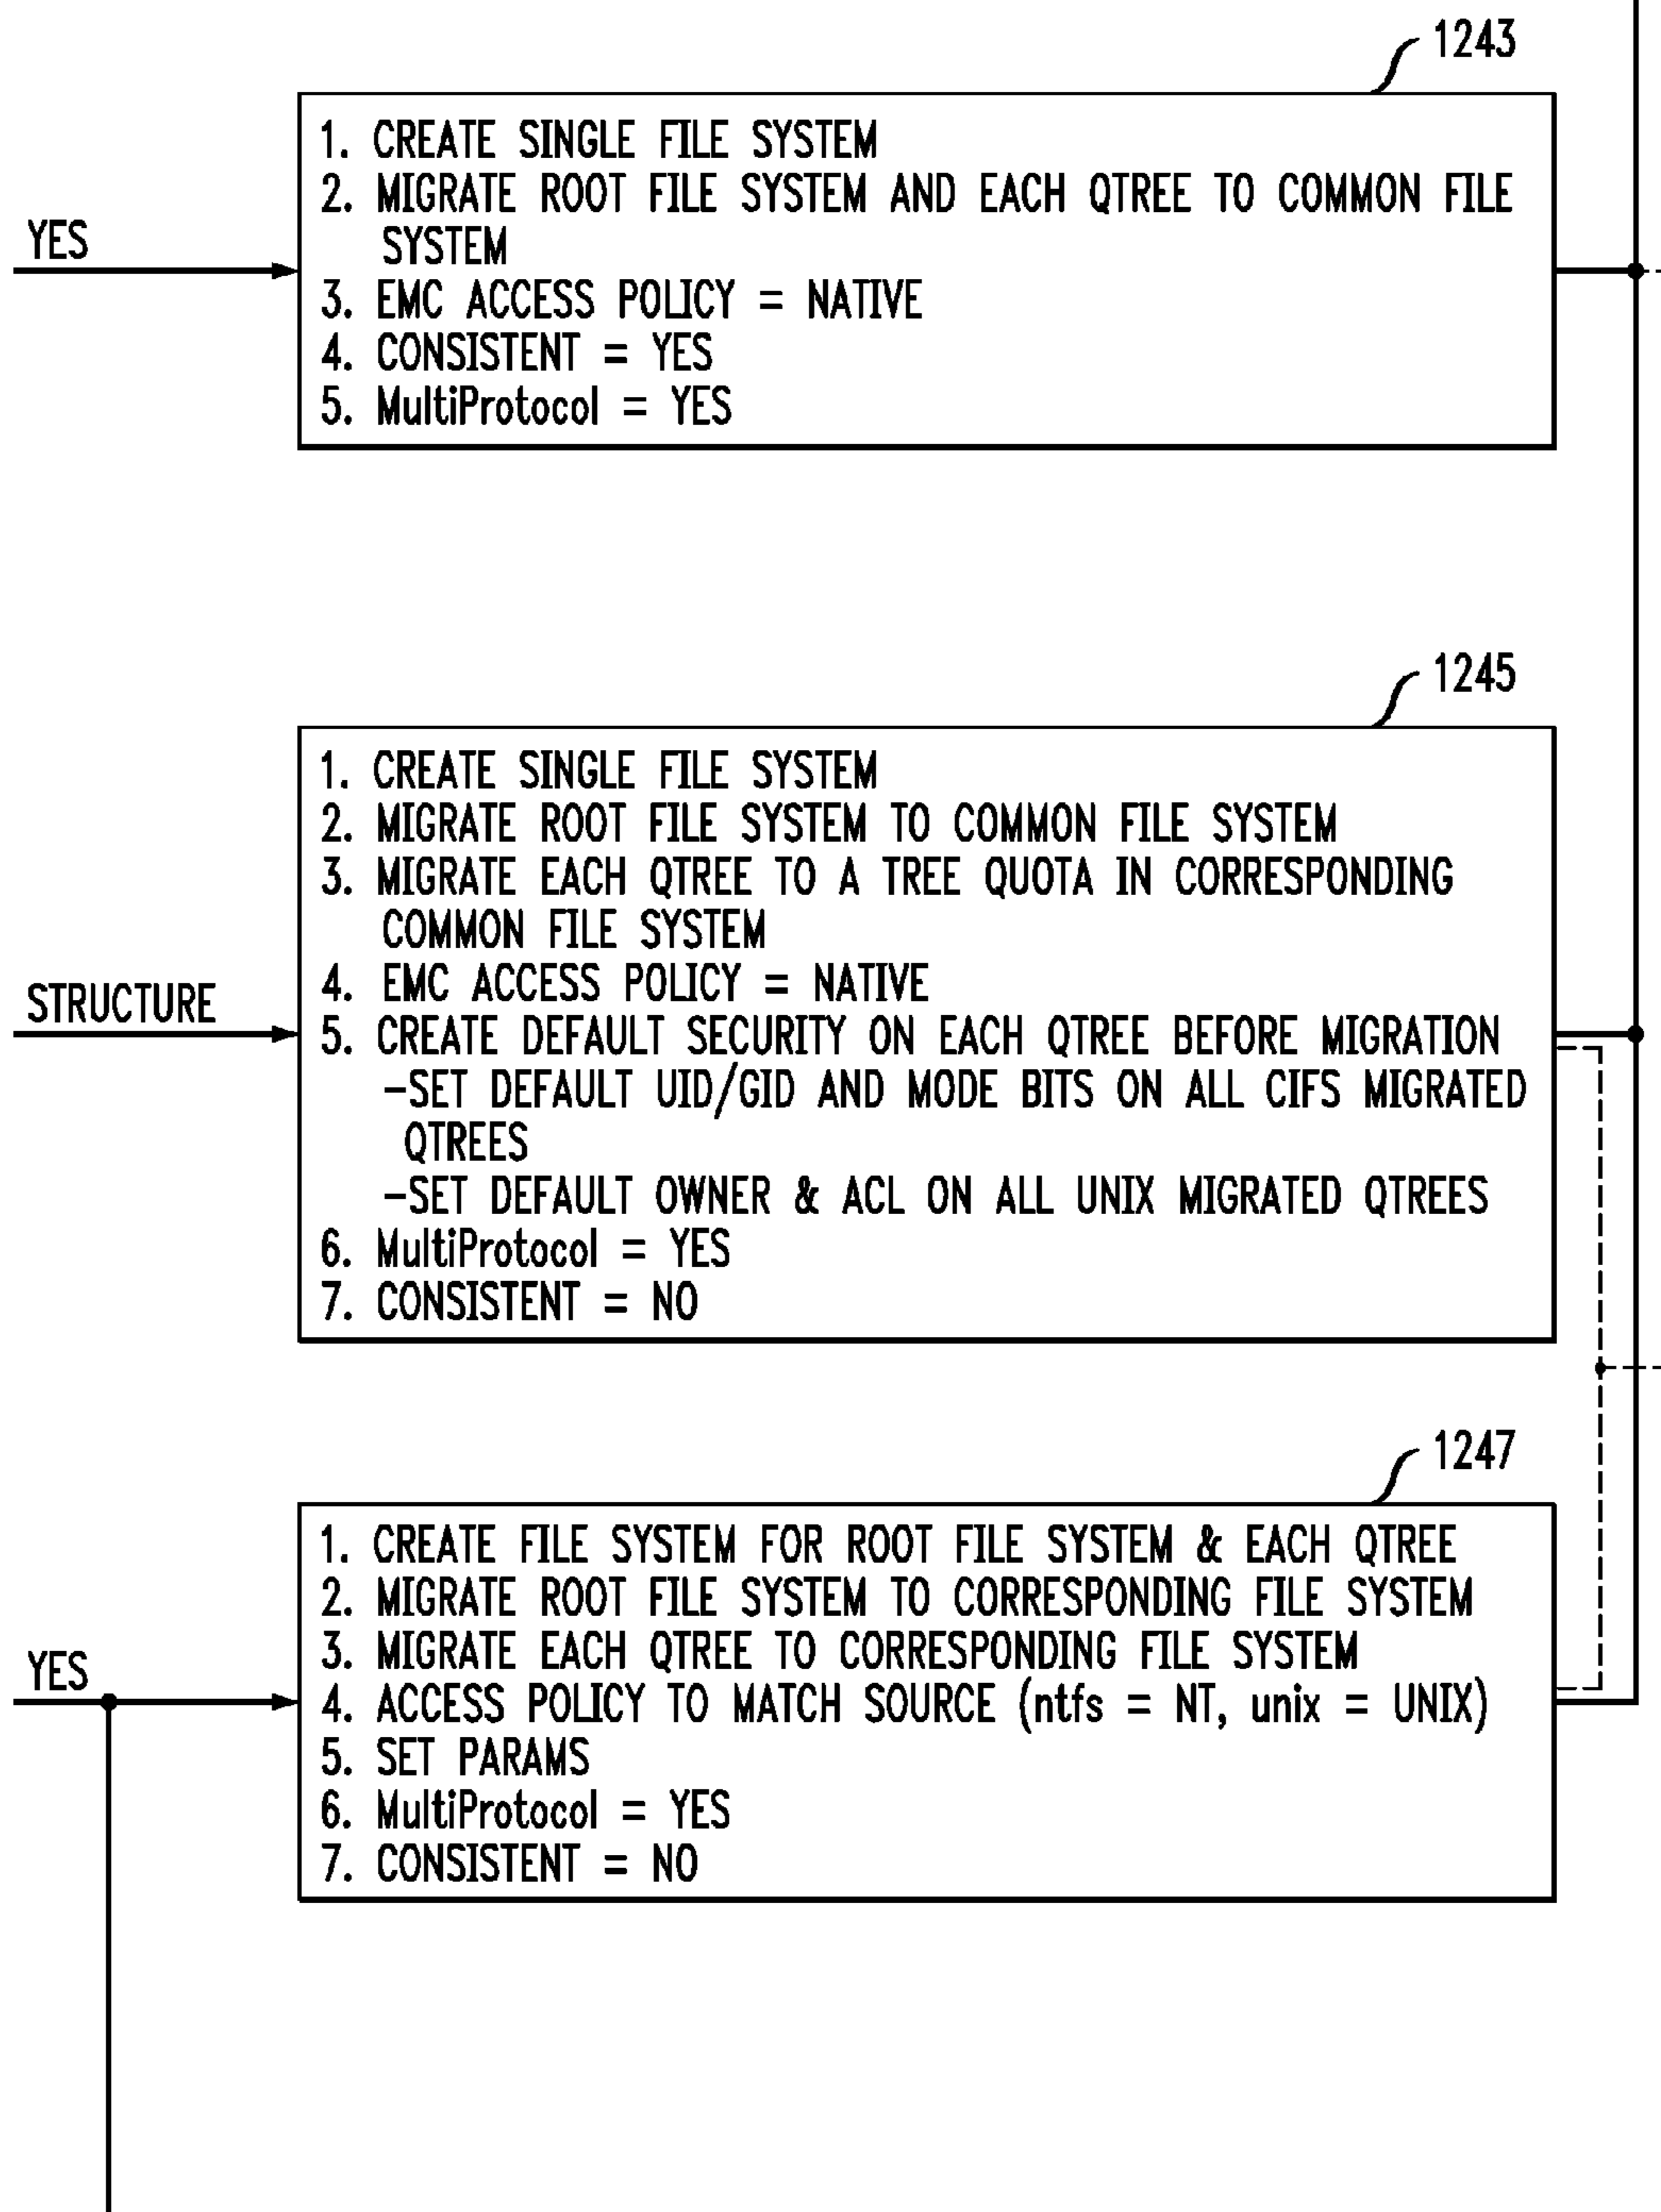 1243
1. CREATE SINGLE FILE SYSTEM
2. MIGRATE ROOT FILE SYSTEM AND EACH QTREE TO COMMON FILE
SYSTEM
YES
3. EMC ACCESS POLICY = NATIVE
4. CONSISTENT = YES
5. MultiProtocol = YES
1245
1. CREATE SINGLE FILE SYSTEM
2. MIGRATE ROOT FILE SYSTEM TO COMMON FILE SYSTEM
3. MIGRATE EACH QTREE TO A TREE QUOTA IN CORRESPONDING
COMMON FILE SYSTEM
4. EMC ACCESS POLICY = NATIVE
STRUCTURE
5. CREATE DEFAULT SECURITY ON EACH QTREE BEFORE MIGRATION
-SET DEFAULT UID/GID AND MODE BITS ON ALL CIFS MIGRATED
QTREES
-SET DEFAULT OWNER & ACL ON ALL UNIX MIGRATED QTREES
6. MultiProtocol = YES
7. CONSISTENT = NO
1247
1. CREATE FILE SYSTEM FOR ROOT FILE SYSTEM & EACH QTREE
2. MIGRATE ROOT FILE SYSTEM TO CORRESPONDING FILE SYSTEM
3. MIGRATE EACH QTREE TO CORRESPONDING FILE SYSTEM
YES
4. ACCESS POLICY TO MATCH SOURCE (ntfs = NT, unix = UNIX)
5. SET PARAMS
6. MultiProtocol = YES
7. CONSISTENT = NO